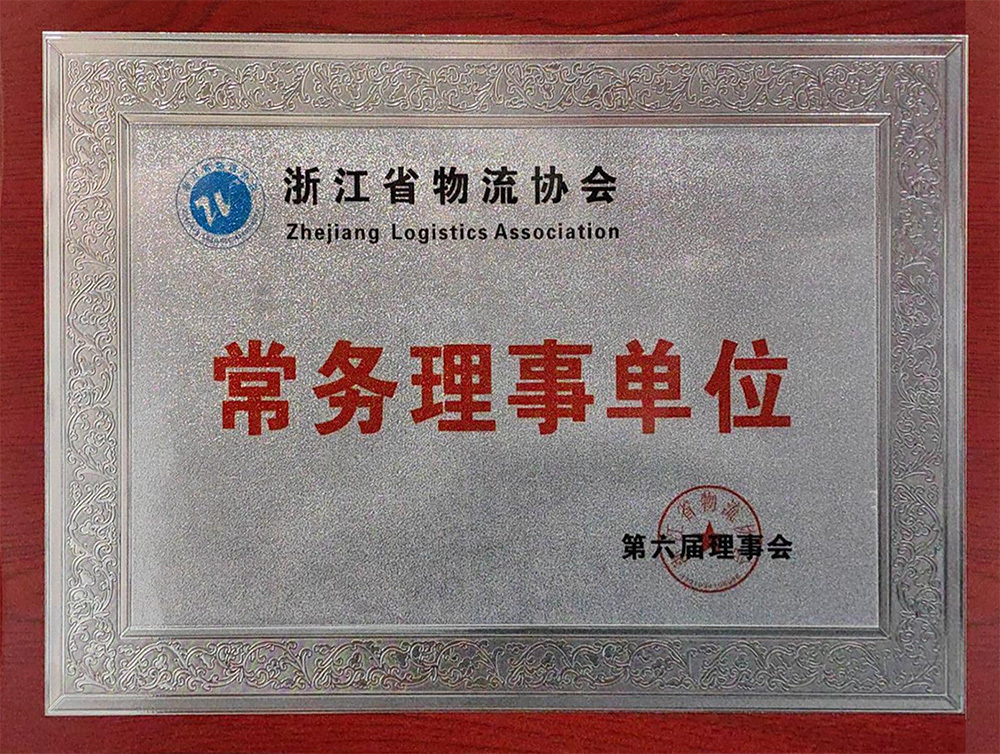 浙江省物流协会
Zhejiang Logistics Association
常务理事单位
第六届理事会